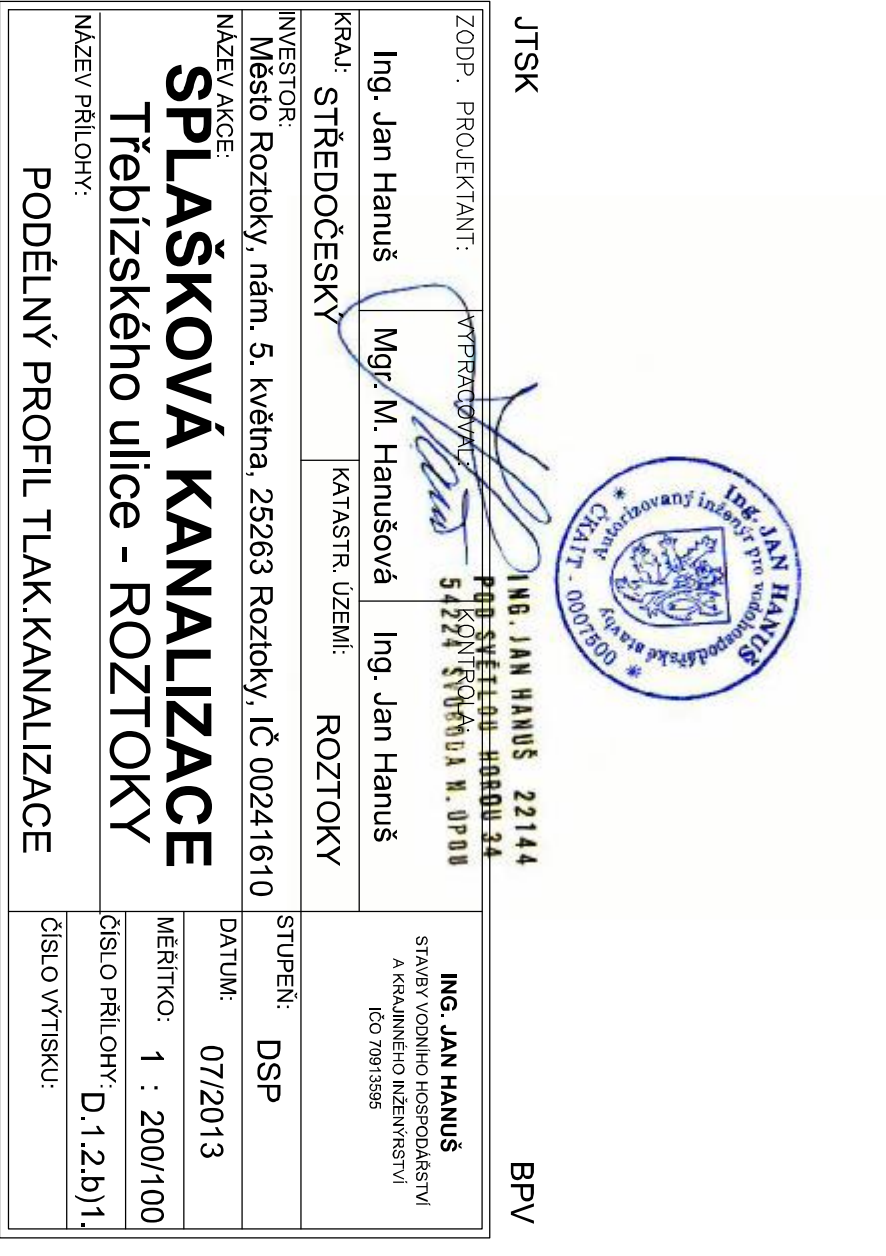 JTSK
BPV
Ing. JAN HANUŠ
Autorizovaný inženýr pro vodohospodářské stavby
* ČKAIT - 0007500 *
ING. JAN HANUŠ 22144
POD SVĚTLOU HOROU 34
54224 SVOBODA N. ÚPOU
ZODP. PROJEKTANT:
VYPRACOVAL:
KONTROLA:
Ing. Jan Hanuš
Mgr. M. Hanušová
Ing. Jan Hanuš
ING. JAN HANUŠ
STAVBY VODNÍHO HOSPODÁŘSTVÍ
A KRAJINNÉHO INŽENÝRSTVÍ
IČO 70913595
KRAJ: STŘEDOČESKÝ
KATASTR. ÚZEMÍ: ROZTOKY
INVESTOR:
Město Roztoky, nám. 5. května, 25263 Roztoky, IČ 00241610
STUPEŇ: DSP
NÁZEV AKCE:
SPLAŠKOVÁ KANALIZACE
Třebízského ulice - ROZTOKY
DATUM: 07/2013
MĚŘÍTKO: 1 : 200/100
ČÍSLO PŘÍLOHY: D.1.2.b)1.
NÁZEV PŘÍLOHY:
PODÉLNÝ PROFIL TLAK.KANALIZACE
ČÍSLO VÝTISKU: